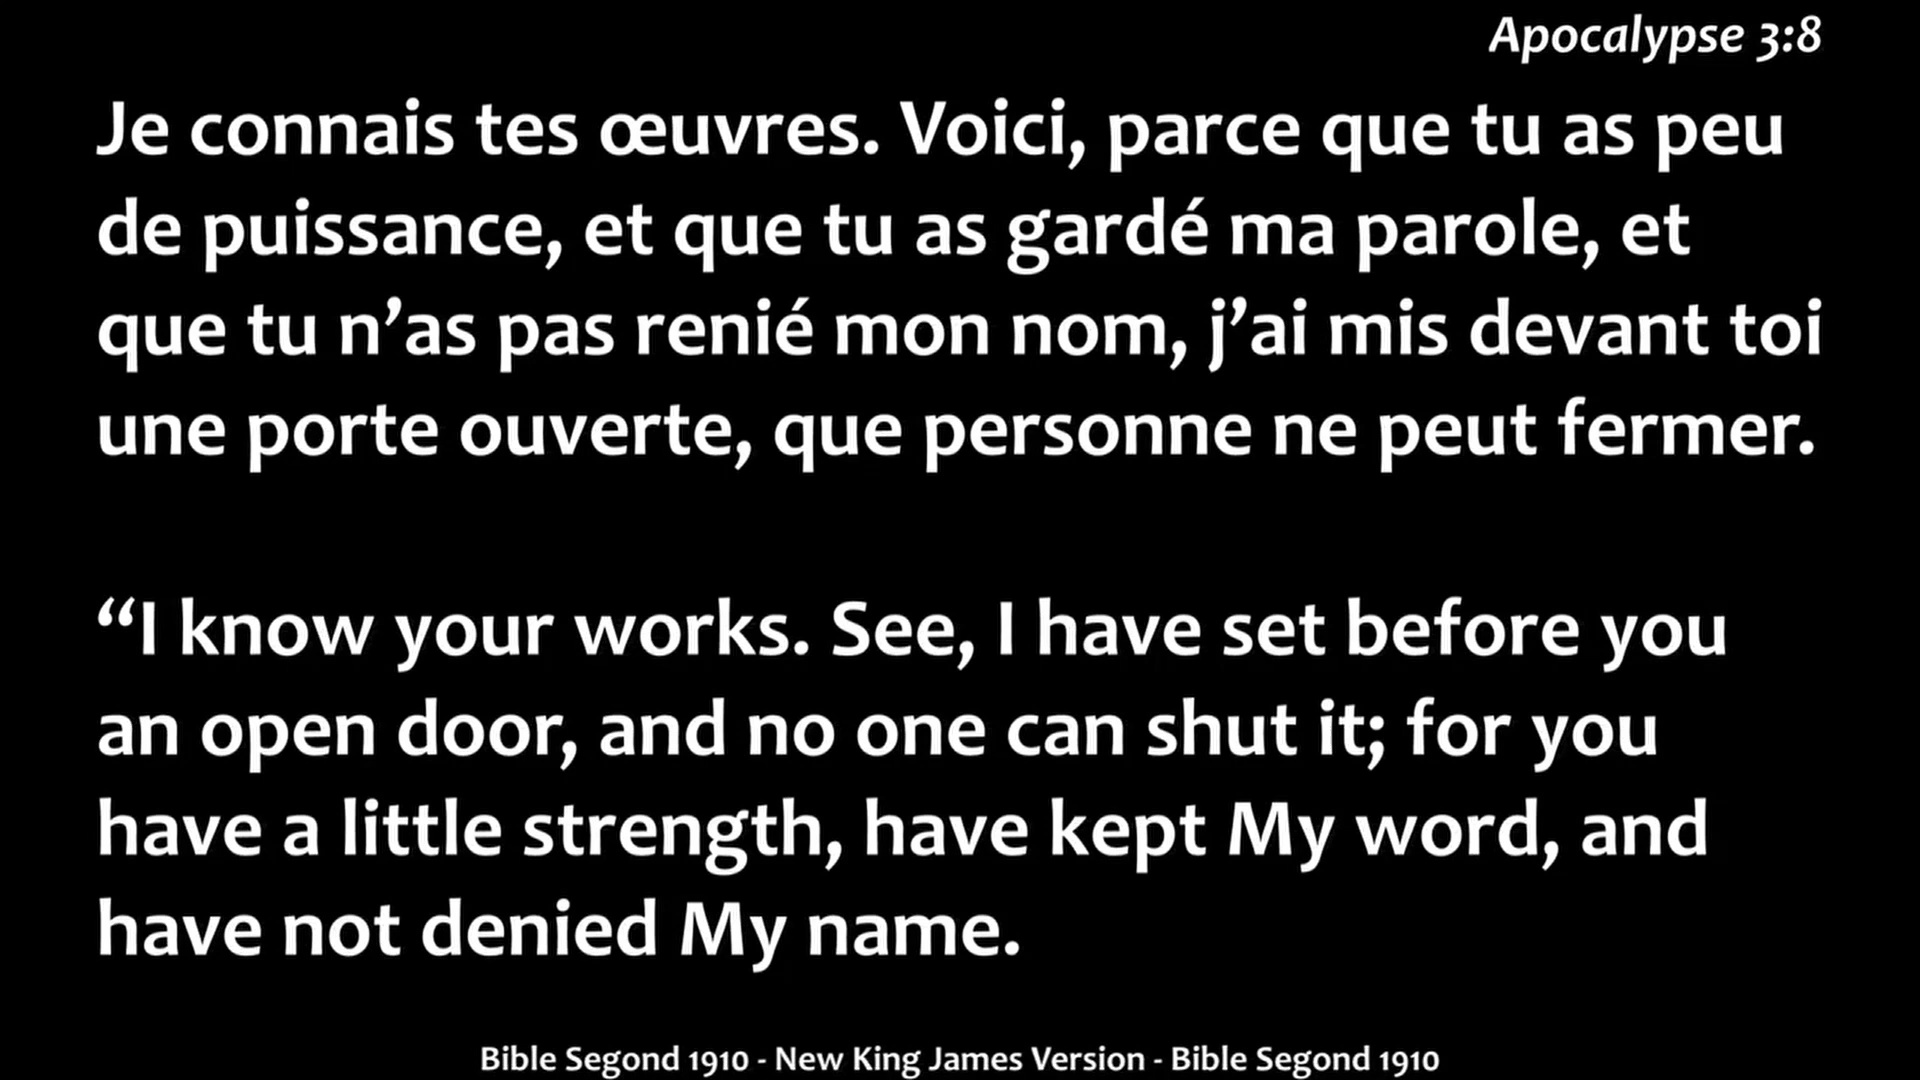 Apocalypse 3:8
Je connais tes œuvres. Voici, parce que tu as peu
de puissance, et que tu as gardé ma parole, et
que tu n’as pas renié mon nom, j’ai mis devant toi
une porte ouverte, que personne ne peut fermer.
“I know your works. See, I have set before you
an open door, and no one can shut it; for you
have a little strength, have kept My word, and
have not denied My name.
Bible Segond 1910 - New King James Version - Bible Segond 1910